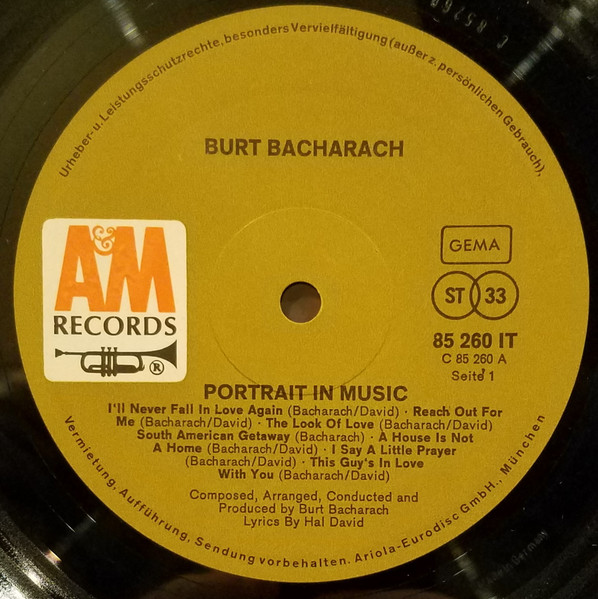 Urheber- u. Leistungsschutzrechte, besonders Vervielfältigung (außer z. persönlichen Gebrauch),
C 85260
BURT BACHARACH
A&M
RECORDS
®
GEMA
ST 33
85 260 IT
C 85 260 A
Seite 1
PORTRAIT IN MUSIC
I'll Never Fall In Love Again (Bacharach/David) · Reach Out For
Me (Bacharach/David) · The Look Of Love (Bacharach/David)
South American Getaway (Bacharach) · A House Is Not
A Home (Bacharach/David) · I Say A Little Prayer
(Bacharach/David) · This Guy's In Love
With You (Bacharach/David)
Composed, Arranged, Conducted and
Produced by Burt Bacharach
Lyrics By Hal David
Vermietung, Aufführung, Sendung vorbehalten. Ariola-Eurodisc GmbH., München